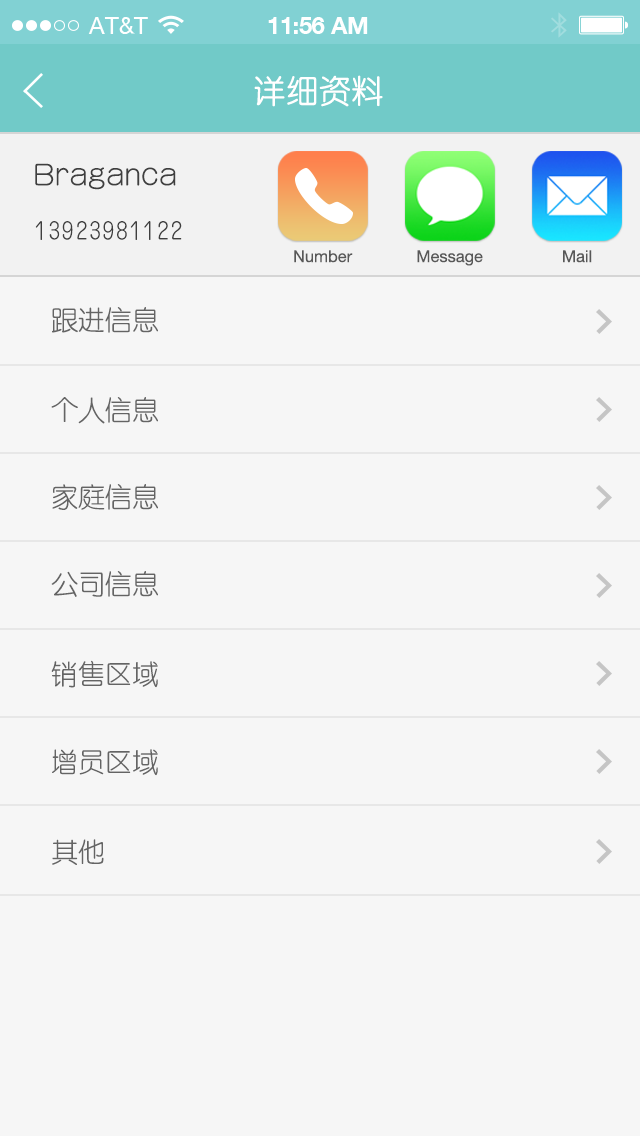 AT&T 11:56 AM
详细资料
Braganca
13923981122
Number Message Mail
跟进信息
个人信息
家庭信息
公司信息
销售区域
增员区域
其他